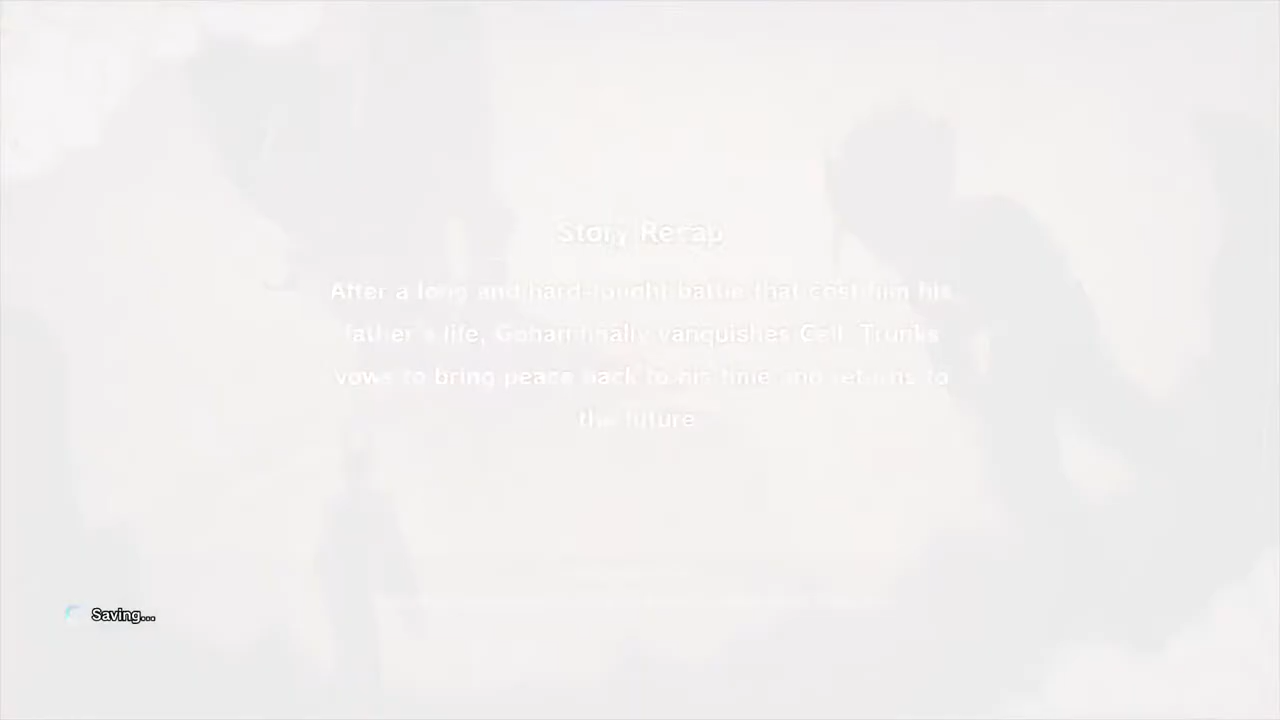 Story Recap
After a long and hard-fought battle that cost him his
father's life, Gohan finally vanquishes Cell. Trunks
vows to bring peace back to his time and returns to
the future.
Saving...